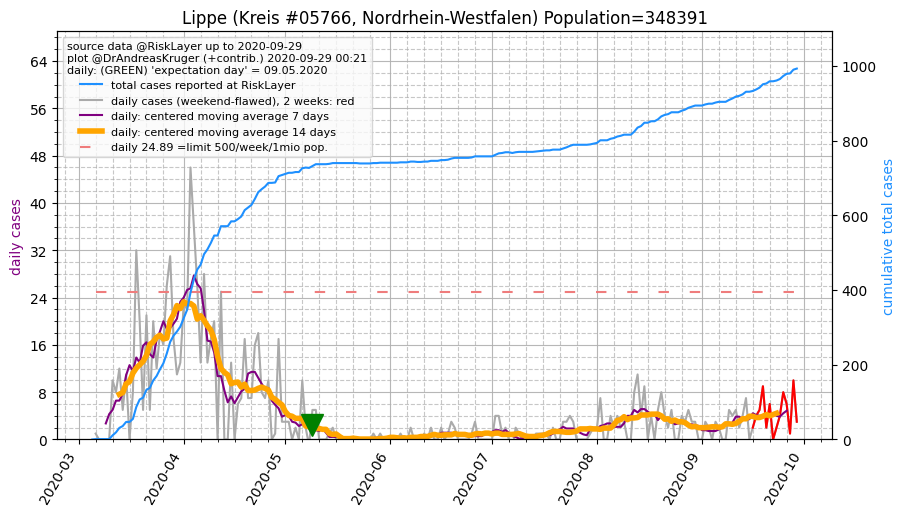 Lippe (Kreis #05766, Nordrhein-Westfalen) Population=348391
source data @RiskLayer up to 2020-09-29
plot @DrAndreasKruger (+contrib.) 2020-09-29 00:21
daily: (GREEN) 'expectation day' = 09.05.2020
total cases reported at RiskLayer
daily cases (weekend-flawed), 2 weeks: red
daily: centered moving average 7 days
daily: centered moving average 14 days
daily 24.89 =limit 500/week/1mio pop.
daily cases
64
56
48
40
32
24
16
8
0
cumulative total cases
1000
800
600
400
200
0
2020-03
2020-04
2020-05
2020-06
2020-07
2020-08
2020-09
2020-10